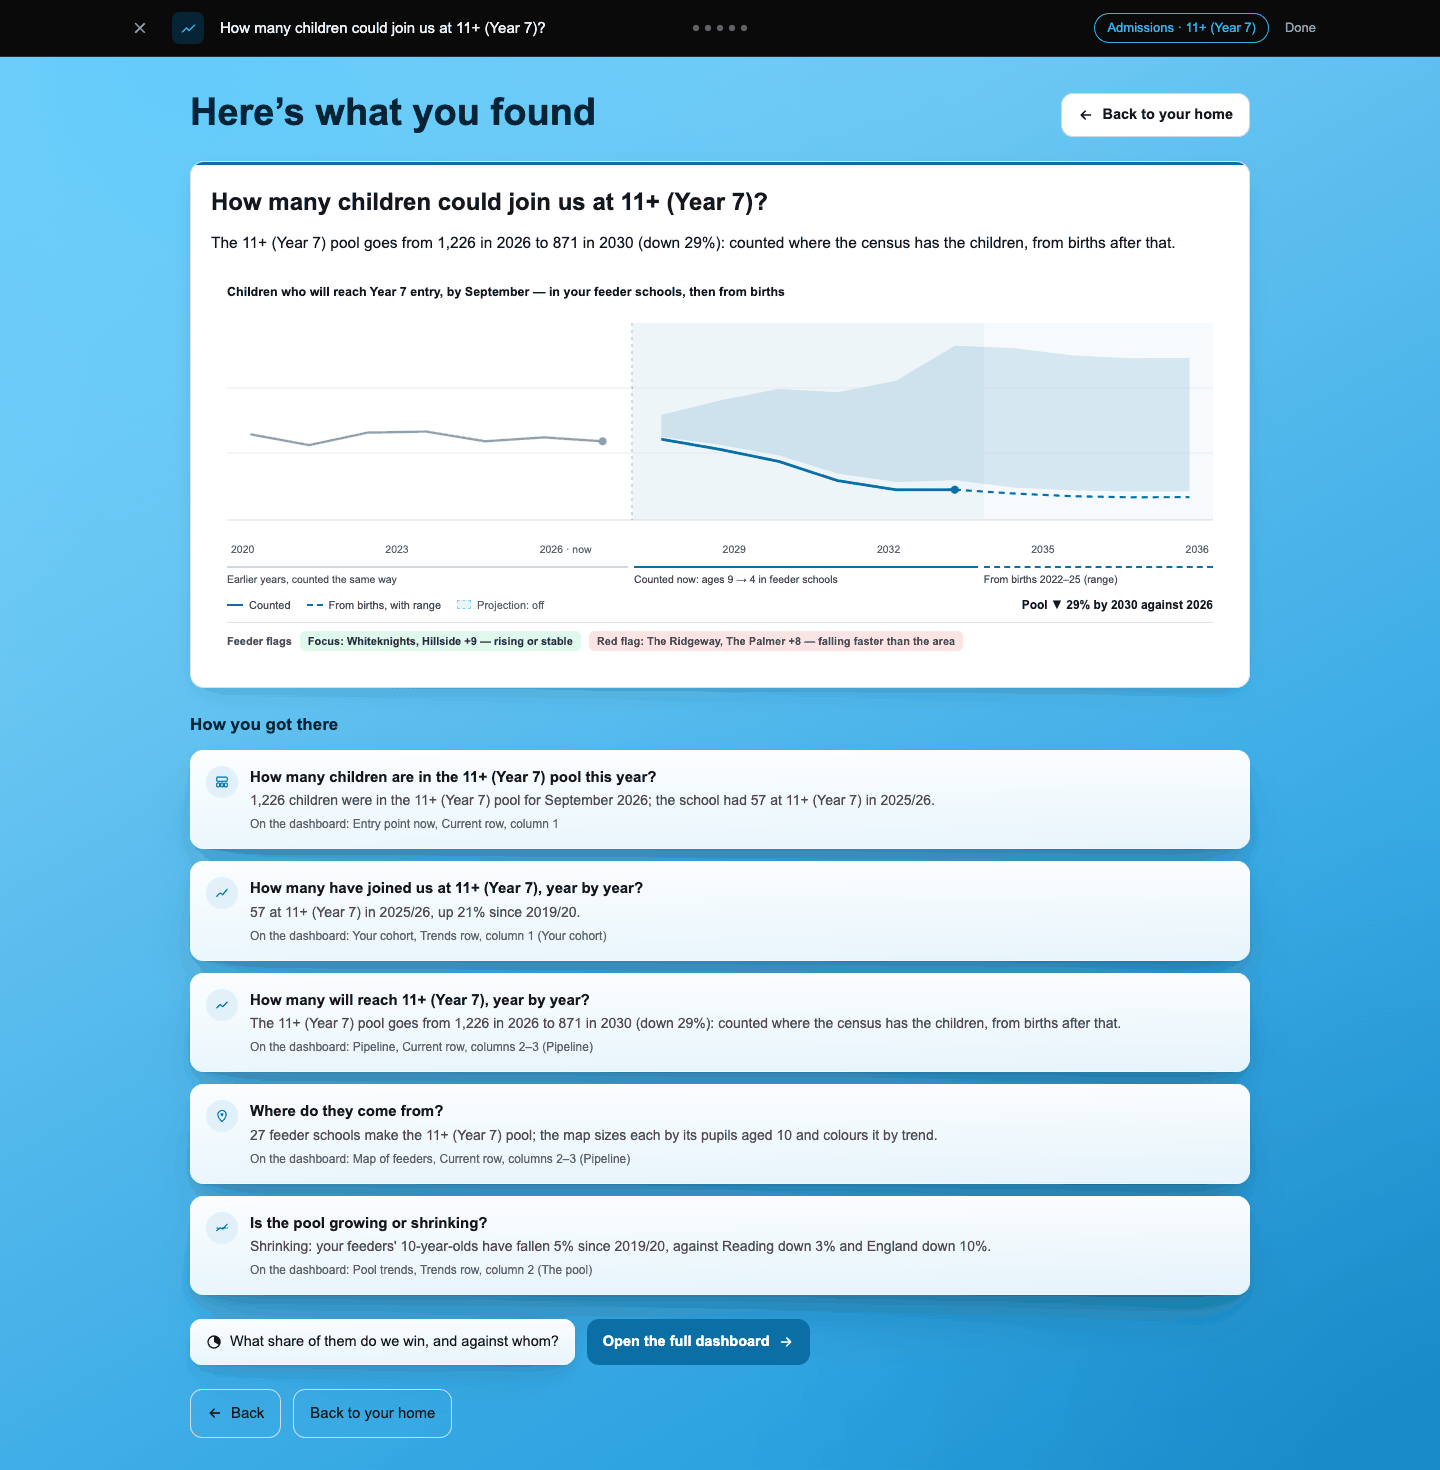 How many children could join us at 11+ (Year 7)?
Admissions · 11+ (Year 7)
Done
Here’s what you found
Back to your home
How many children could join us at 11+ (Year 7)?
The 11+ (Year 7) pool goes from 1,226 in 2026 to 871 in 2030 (down 29%): counted where the census has the children, from births after that.
Children who will reach Year 7 entry, by September — in your feeder schools, then from births
2020 2023 2026 · now 2029 2032 2035 2036
Earlier years, counted the same way
Counted now: ages 9 → 4 in feeder schools
From births 2022–25 (range)
Counted
From births, with range
Projection: off
Pool ▼ 29% by 2030 against 2026
Feeder flags
Focus: Whiteknights, Hillside +9 — rising or stable
Red flag: The Ridgeway, The Palmer +8 — falling faster than the area
How you got there
How many children are in the 11+ (Year 7) pool this year?
1,226 children were in the 11+ (Year 7) pool for September 2026; the school had 57 at 11+ (Year 7) in 2025/26.
On the dashboard: Entry point now, Current row, column 1
How many have joined us at 11+ (Year 7), year by year?
57 at 11+ (Year 7) in 2025/26, up 21% since 2019/20.
On the dashboard: Your cohort, Trends row, column 1 (Your cohort)
How many will reach 11+ (Year 7), year by year?
The 11+ (Year 7) pool goes from 1,226 in 2026 to 871 in 2030 (down 29%): counted where the census has the children, from births after that.
On the dashboard: Pipeline, Current row, columns 2–3 (Pipeline)
Where do they come from?
27 feeder schools make the 11+ (Year 7) pool; the map sizes each by its pupils aged 10 and colours it by trend.
On the dashboard: Map of feeders, Current row, columns 2–3 (Pipeline)
Is the pool growing or shrinking?
Shrinking: your feeders' 10-year-olds have fallen 5% since 2019/20, against Reading down 3% and England down 10%.
On the dashboard: Pool trends, Trends row, column 2 (The pool)
What share of them do we win, and against whom?
Open the full dashboard
Back
Back to your home